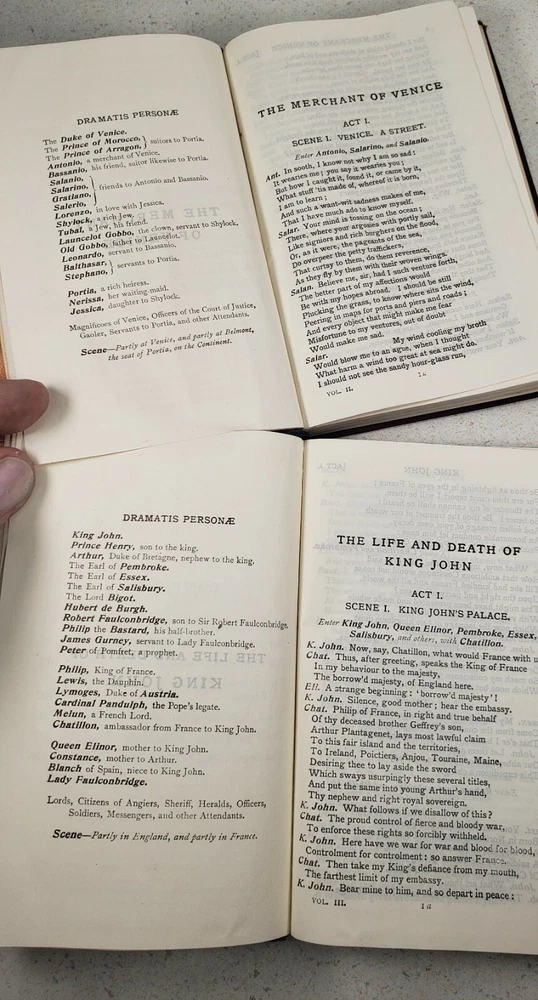 DRAMATIS PERSONÆ
The Duke of Venice.
The Prince of Morocco, } suitors to Portia.
The Prince of Arragon,
Antonio, a merchant of Venice.
Bassanio, his friend, suitor likewise to Portia.
Salanio,
Salarino, } friends to Antonio and Bassanio.
Gratiano,
Salerio,
Lorenzo, in love with Jessica.
Shylock, a rich Jew.
Tubal, a Jew, his friend.
Launcelot Gobbo, the clown, servant to Shylock.
Old Gobbo, father to Launcelot.
Leonardo, servant to Bassanio.
Balthasar, } servants to Portia.
Stephano,
Portia, a rich heiress.
Nerissa, her waiting maid.
Jessica, daughter to Shylock.
Magnificoes of Venice, Officers of the Court of Justice,
Gaoler, Servants to Portia, and other Attendants.
Scene—Partly at Venice, and partly at Belmont,
the seat of Portia, on the Continent.
THE MERCHANT OF VENICE
ACT I.
SCENE I. VENICE. A STREET.
Enter Antonio, Salarino, and Salanio.
Ant. In sooth, I know not why I am so sad:
It wearies me; you say it wearies you;
But how I caught it, found it, or came by it,
What stuff 'tis made of, whereof it is born,
I am to learn;
And such a want-wit sadness makes of me,
That I have much ado to know myself.
Salar. Your mind is tossing on the ocean;
There, where your argosies with portly sail,
Like signiors and rich burghers on the flood,
Or, as it were, the pageants of the sea,
Do overpeer the petty traffickers,
That curtsy to them, do them reverence,
As they fly by them with their woven wings.
Salan. Believe me, sir, had I such venture forth,
The better part of my affections would
Be with my hopes abroad. I should be still
Plucking the grass, to know where sits the wind,
Peering in maps for ports and piers and roads;
And every object that might make me fear
Misfortune to my ventures, out of doubt
Would make me sad.
Salar. My wind cooling my broth
Would blow me to an ague, when I thought
What harm a wind too great at sea might do.
I should not see the sandy hour-glass run,
VOL. II.
DRAMATIS PERSONÆ
King John.
Prince Henry, son to the king.
Arthur, Duke of Bretagne, nephew to the king.
The Earl of Pembroke.
The Earl of Essex.
The Earl of Salisbury.
The Lord Bigot.
Hubert de Burgh.
Robert Faulconbridge, son to Sir Robert Faulconbridge.
Philip the Bastard, his half-brother.
James Gurney, servant to Lady Faulconbridge.
Peter of Pomfret, a prophet.
Philip, King of France.
Lewis, the Dauphin.
Lymoges, Duke of Austria.
Cardinal Pandulph, the Pope's legate.
Melun, a French Lord.
Chatillon, ambassador from France to King John.
Queen Elinor, mother to King John.
Constance, mother to Arthur.
Blanch of Spain, niece to King John.
Lady Faulconbridge.
Lords, Citizens of Angiers, Sheriff, Heralds, Officers,
Soldiers, Messengers, and other Attendants.
Scene—Partly in England, and partly in France.
THE LIFE AND DEATH OF
KING JOHN
ACT I.
SCENE I. KING JOHN'S PALACE.
Enter King John, Queen Elinor, Pembroke, Essex,
Salisbury, and others, with Chatillon.
K. John. Now, say, Chatillon, what would France with
Chat. Thus, after greeting, speaks the King of France
In my behaviour to the majesty,
The borrow'd majesty, of England here.
Eli. A strange beginning: 'borrow'd majesty'!
K. John. Silence, good mother; hear the embassy.
Chat. Philip of France, in right and true behalf
Of thy deceased brother Geffrey's son,
Arthur Plantagenet, lays most lawful claim
To this fair island and the territories,
To Ireland, Poictiers, Anjou, Touraine, Maine,
Desiring thee to lay aside the sword
Which sways usurpingly these several titles,
And put the same into young Arthur's hand,
Thy nephew and right royal sovereign.
K. John. What follows if we disallow of this?
Chat. The proud control of fierce and bloody war,
To enforce these rights so forcibly withheld.
K. John. Here have we war for war and blood for blood,
Controlment for controlment: so answer France.
Chat. Then take my King's defiance from my mouth,
The farthest limit of my embassy.
K. John. Bear mine to him, and so depart in peace:
VOL. III.